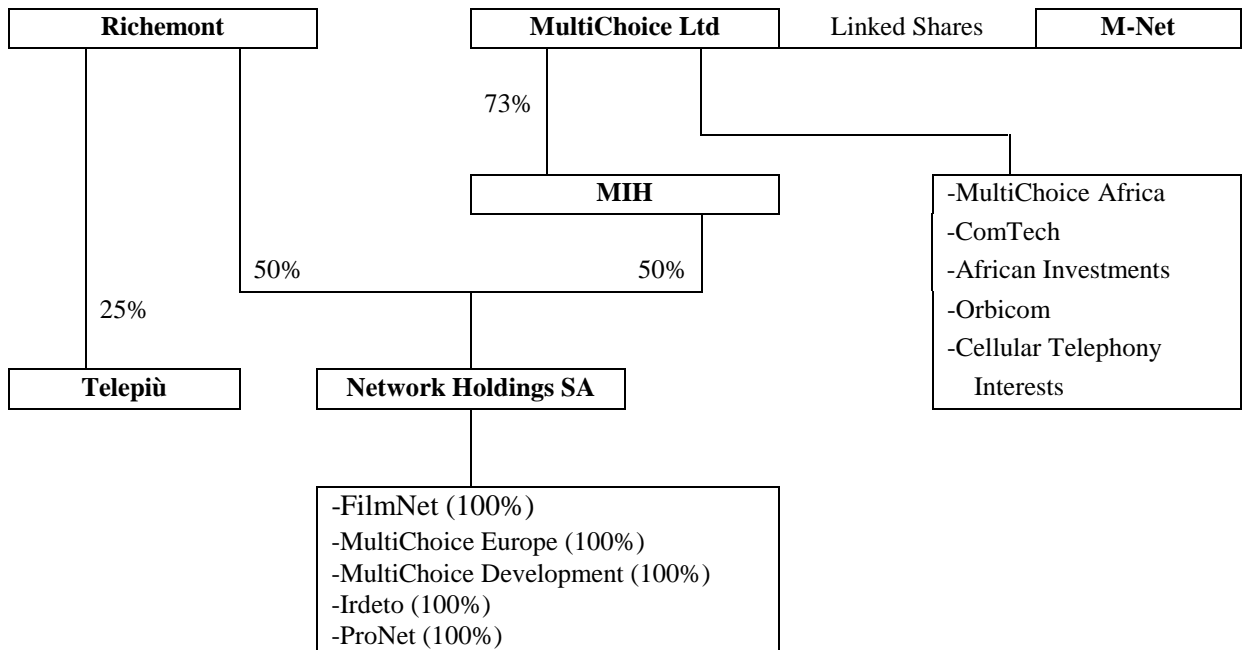 Richemont
MultiChoice Ltd
Linked Shares
M-Net
73%
MIH
-MultiChoice Africa
-ComTech
-African Investments
-Orbicom
-Cellular Telephony
Interests
50%
50%
25%
Telepiù
Network Holdings SA
-FilmNet (100%)
-MultiChoice Europe (100%)
-MultiChoice Development (100%)
-Irdeto (100%)
-ProNet (100%)